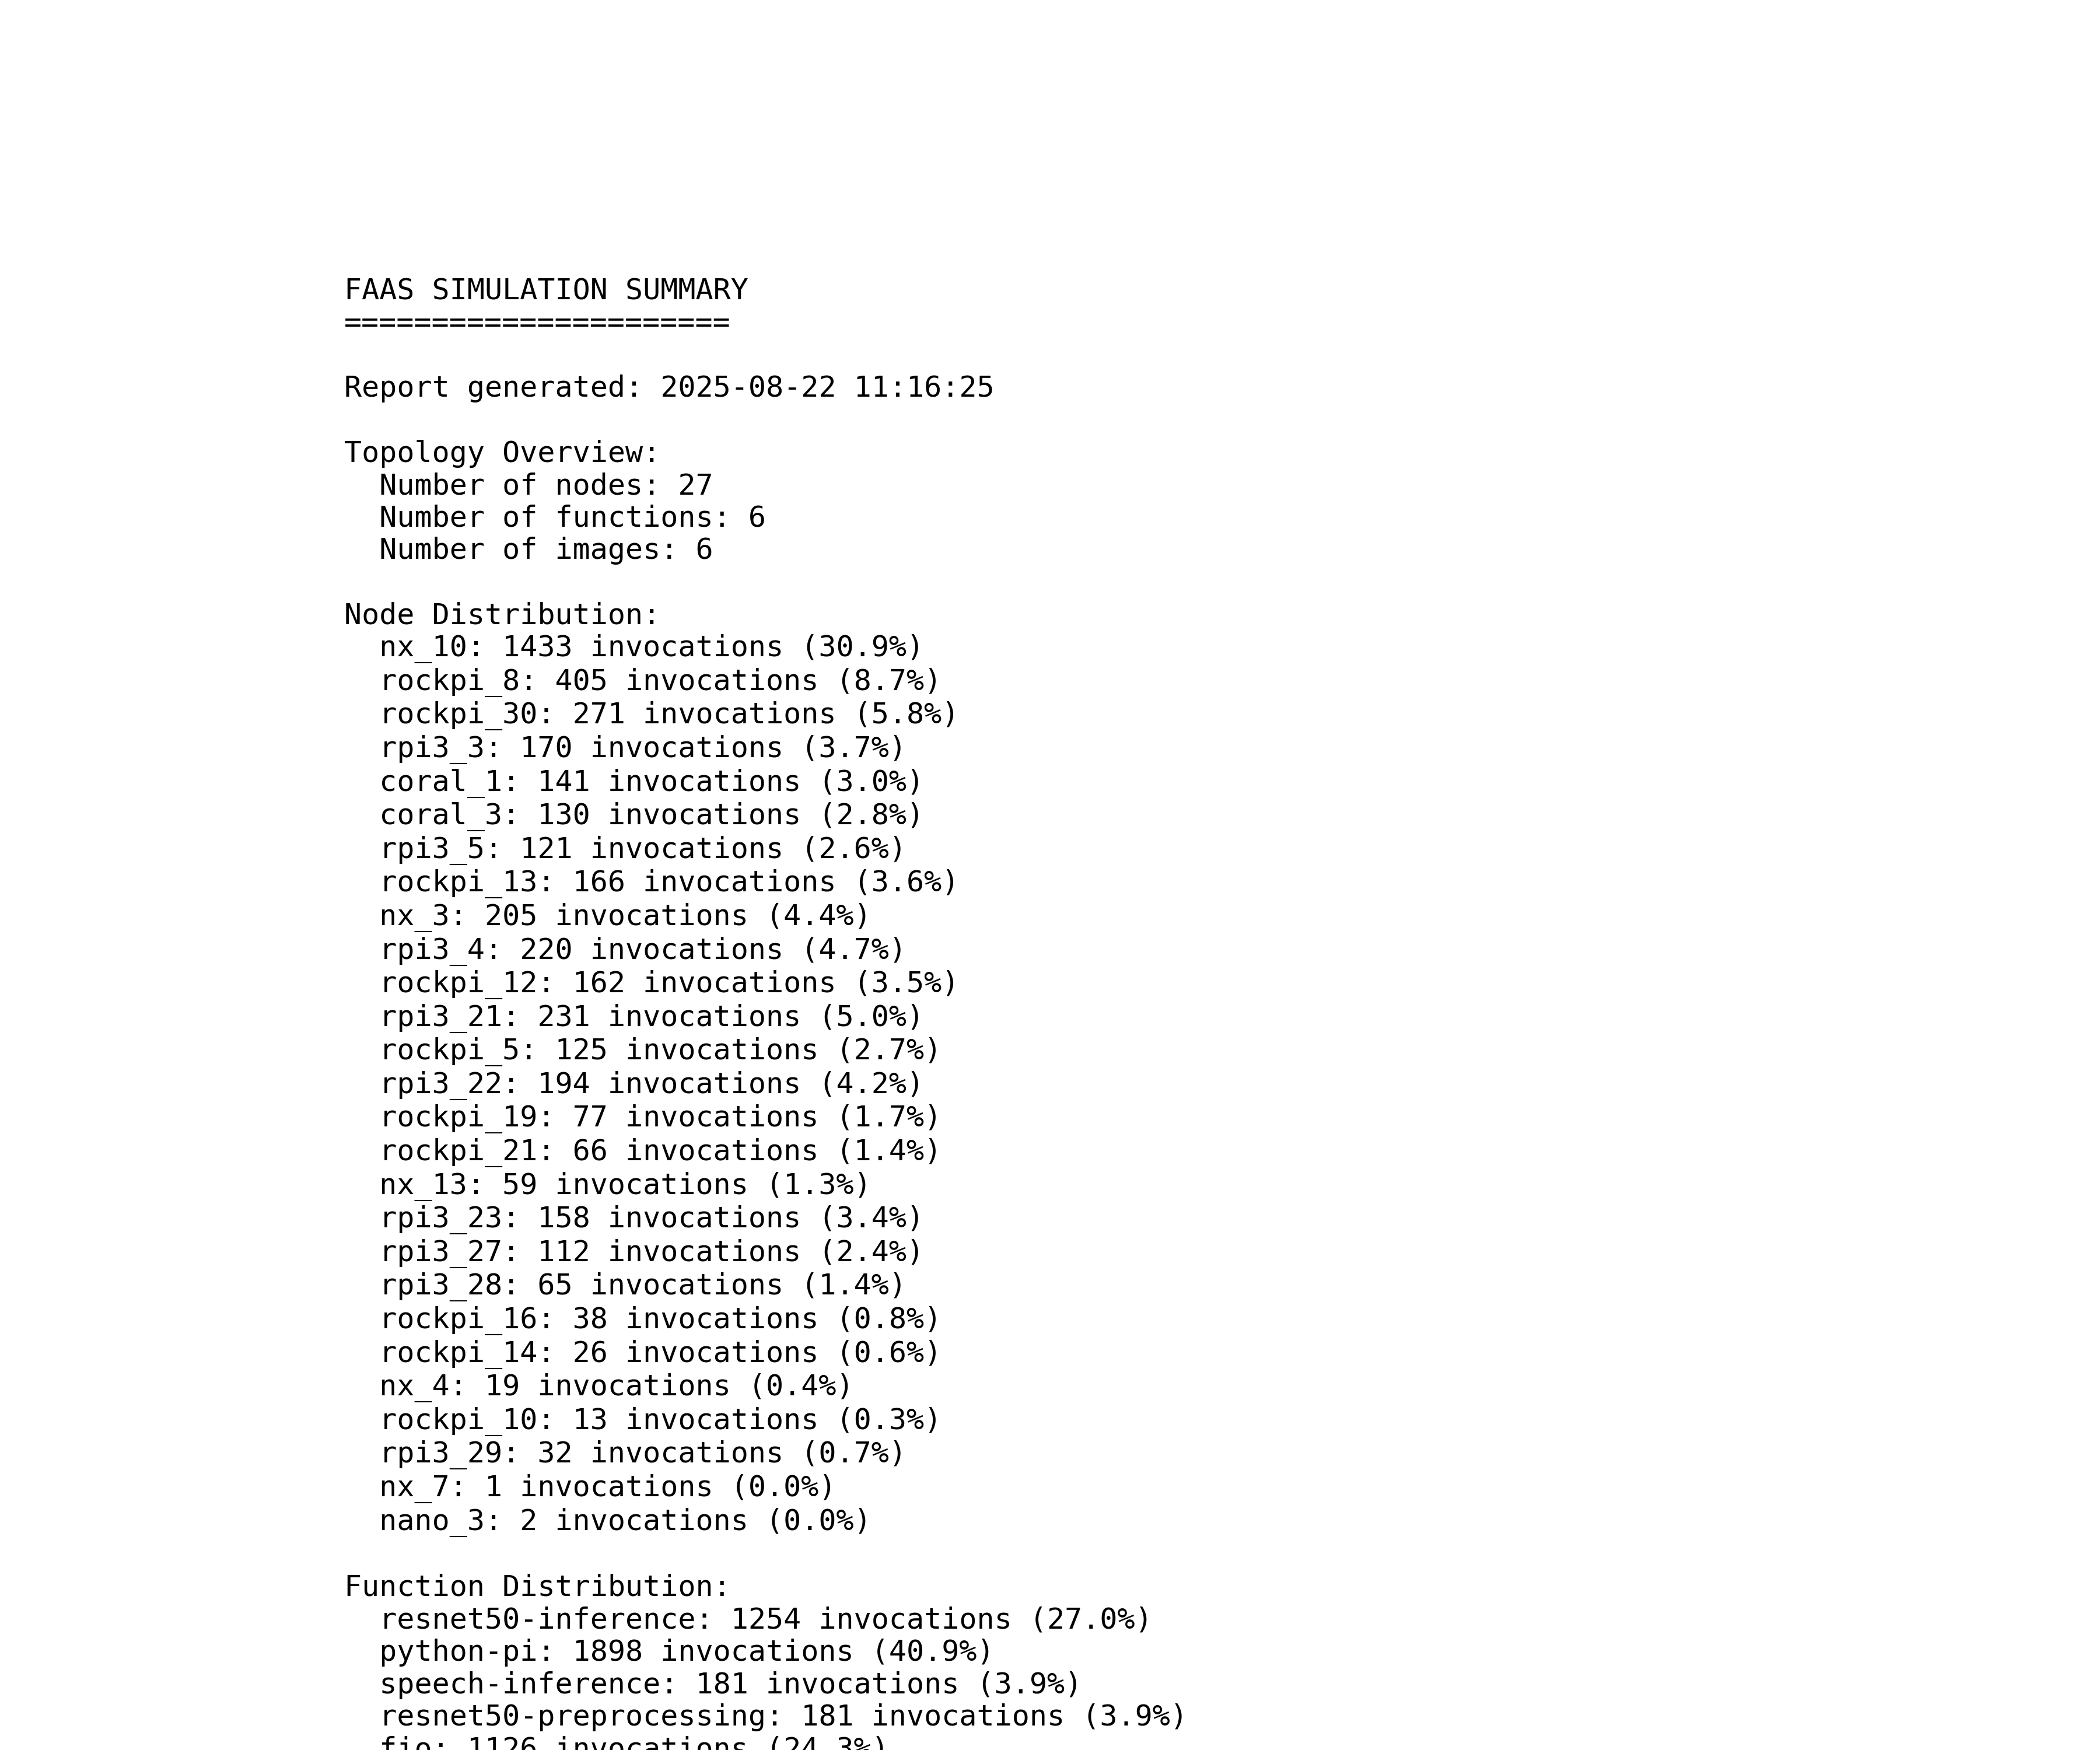 FAAS SIMULATION SUMMARY
======================
Report generated: 2025-08-22 11:16:25
Topology Overview:
  Number of nodes: 27
  Number of functions: 6
  Number of images: 6
Node Distribution:
  nx_10: 1433 invocations (30.9%)
  rockpi_8: 405 invocations (8.7%)
  rockpi_30: 271 invocations (5.8%)
  rpi3_3: 170 invocations (3.7%)
  coral_1: 141 invocations (3.0%)
  coral_3: 130 invocations (2.8%)
  rpi3_5: 121 invocations (2.6%)
  rockpi_13: 166 invocations (3.6%)
  nx_3: 205 invocations (4.4%)
  rpi3_4: 220 invocations (4.7%)
  rockpi_12: 162 invocations (3.5%)
  rpi3_21: 231 invocations (5.0%)
  rockpi_5: 125 invocations (2.7%)
  rpi3_22: 194 invocations (4.2%)
  rockpi_19: 77 invocations (1.7%)
  rockpi_21: 66 invocations (1.4%)
  nx_13: 59 invocations (1.3%)
  rpi3_23: 158 invocations (3.4%)
  rpi3_27: 112 invocations (2.4%)
  rpi3_28: 65 invocations (1.4%)
  rockpi_16: 38 invocations (0.8%)
  rockpi_14: 26 invocations (0.6%)
  nx_4: 19 invocations (0.4%)
  rockpi_10: 13 invocations (0.3%)
  rpi3_29: 32 invocations (0.7%)
  nx_7: 1 invocations (0.0%)
  nano_3: 2 invocations (0.0%)
Function Distribution:
  resnet50-inference: 1254 invocations (27.0%)
  python-pi: 1898 invocations (40.9%)
  speech-inference: 181 invocations (3.9%)
  resnet50-preprocessing: 181 invocations (3.9%)
  fio: 1126 invocations (24.3%)